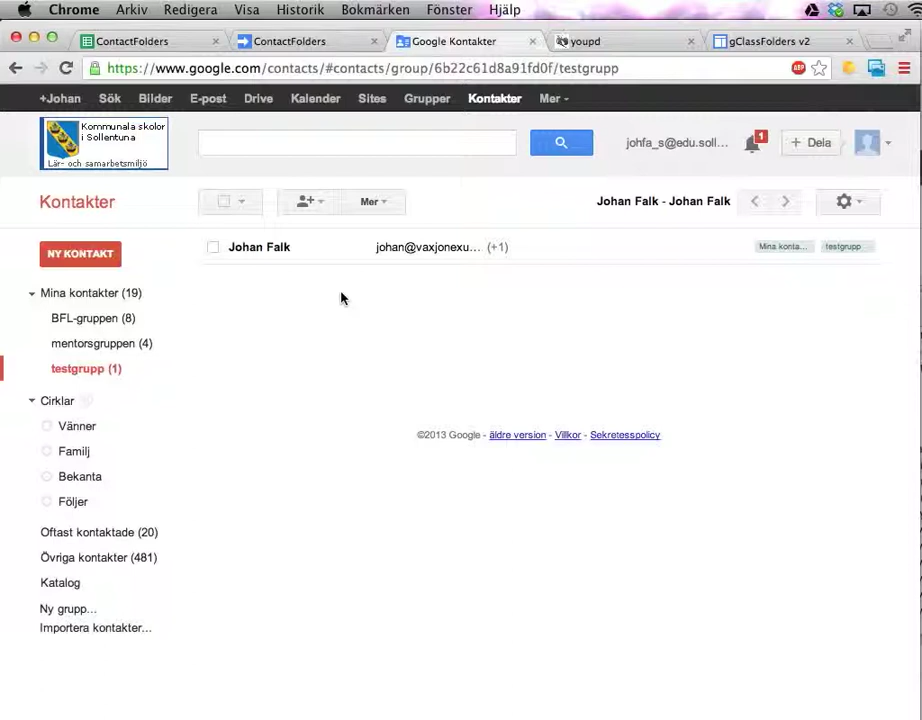 Chrome Arkiv Redigera Visa Historik Bokmärken Fönster Hjälp
ContactFolders ContactFolders Google Kontakter youpd gClassFolders v2
https://www.google.com/contacts/#contacts/group/6b22c61d8a91fd0f/testgrupp
+Johan Sök Bilder E-post Drive Kalender Sites Grupper Kontakter Mer
Kommunala skolor
i Sollentuna
Lär- och samarbetsmiljö
johfa_s@edu.soll... 1 + Dela
Kontakter Mer Johan Falk - Johan Falk
NY KONTAKT
Johan Falk johan@vaxjonexu... (+1) Mina konta... testgrupp
Mina kontakter (19)
BFL-gruppen (8)
mentorsgruppen (4)
testgrupp (1)
Cirklar
Vänner
Familj
Bekanta
Följer
Oftast kontaktade (20)
Övriga kontakter (481)
Katalog
Ny grupp...
Importera kontakter...
©2013 Google - äldre version - Villkor - Sekretesspolicy